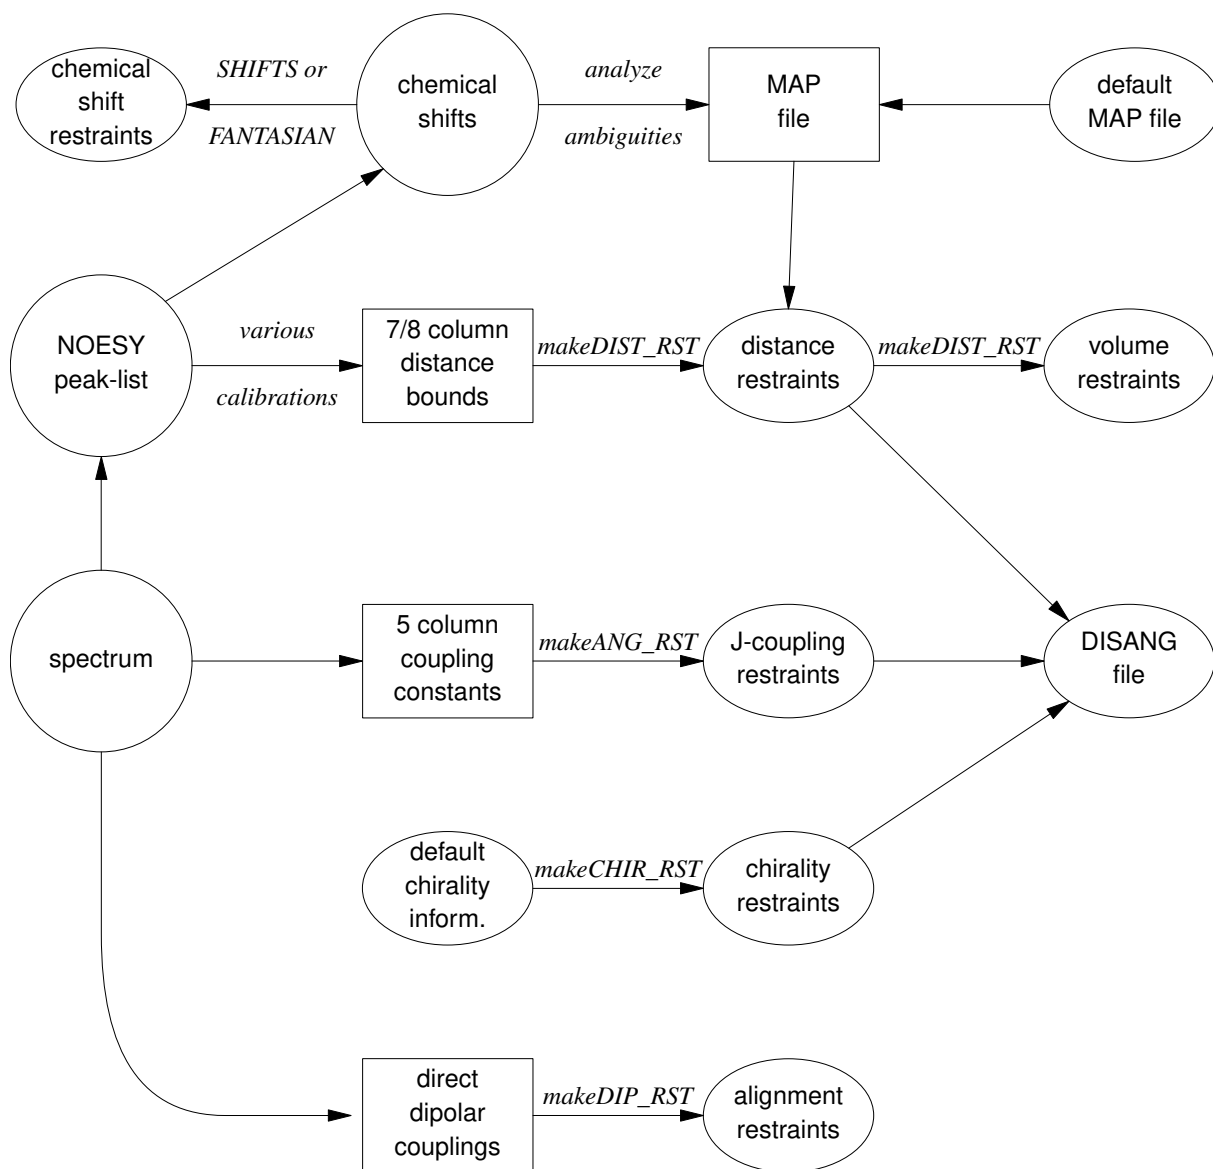 chemical
shift
restraints
SHIFTS or
FANTASIAN
chemical
shifts
analyze
ambiguities
MAP
file
default
MAP file
NOESY
peak-list
various
calibrations
7/8 column
distance
bounds
makeDIST_RST
distance
restraints
makeDIST_RST
volume
restraints
spectrum
5 column
coupling
constants
makeANG_RST
J-coupling
restraints
DISANG
file
default
chirality
inform.
makeCHIR_RST
chirality
restraints
direct
dipolar
couplings
makeDIP_RST
alignment
restraints